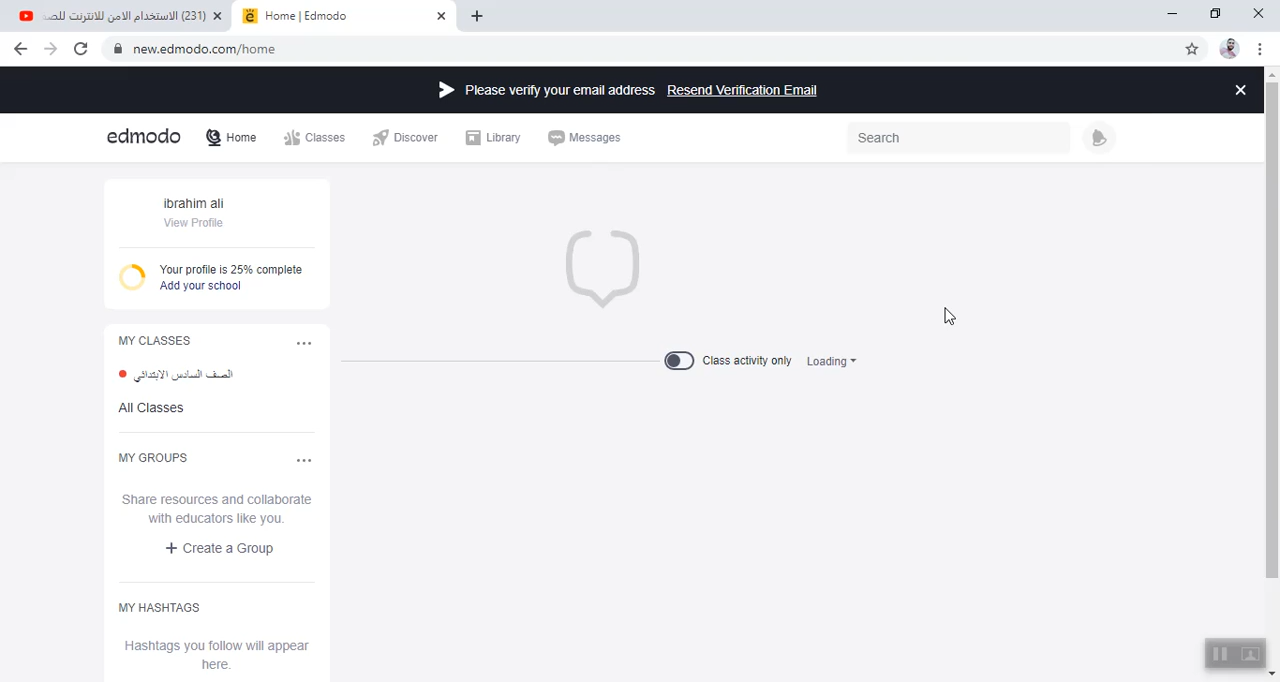 (231) الاستخدام الامن للانترنت للصف
Home | Edmodo
new.edmodo.com/home
Please verify your email address Resend Verification Email
edmodo Home Classes Discover Library Messages Search
ibrahim ali
View Profile
Your profile is 25% complete
Add your school
MY CLASSES
الصف السادس الابتدائي
All Classes
MY GROUPS
Share resources and collaborate
with educators like you.
+ Create a Group
MY HASHTAGS
Hashtags you follow will appear
here.
Class activity only Loading